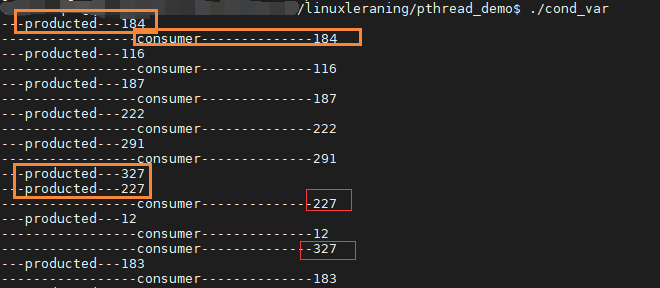 /linuxleraning/pthread_demo$ ./cond_var
---producted---184
-----------------consumer--------------184
---producted---116
-----------------consumer--------------116
---producted---187
-----------------consumer--------------187
---producted---222
-----------------consumer--------------222
---producted---291
-----------------consumer--------------291
---producted---327
---producted---227
-----------------consumer--------------227
---producted---12
-----------------consumer--------------12
-----------------consumer--------------327
---producted---183
-----------------consumer--------------183